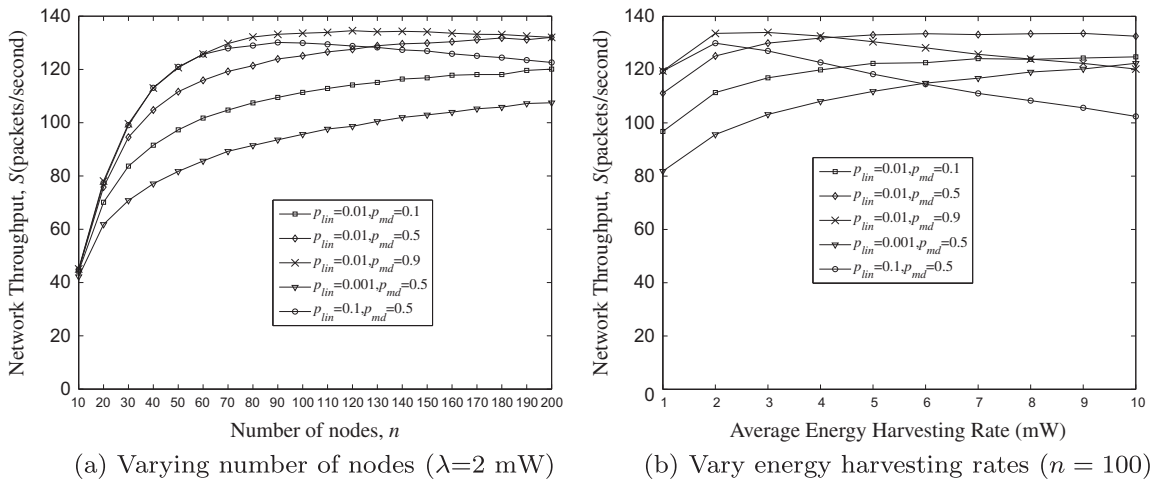 Network Throughput, S(packets/second)
140
120
100
80
60
40
20
0
p_lin=0.01,p_md=0.1
p_lin=0.01,p_md=0.5
p_lin=0.01,p_md=0.9
p_lin=0.001,p_md=0.5
p_lin=0.1,p_md=0.5
10 20 30 40 50 60 70 80 90 100 110 120 120 140 150 160 170 180 190 200
Number of nodes, n
(a) Varying number of nodes (λ=2 mW)
Network Throughput, S(packets/second)
140
120
100
80
60
40
20
0
p_lin=0.01,p_md=0.1
p_lin=0.01,p_md=0.5
p_lin=0.01,p_md=0.9
p_lin=0.001,p_md=0.5
p_lin=0.1,p_md=0.5
1 2 3 4 5 6 7 8 9 10
Average Energy Harvesting Rate (mW)
(b) Vary energy harvesting rates (n = 100)